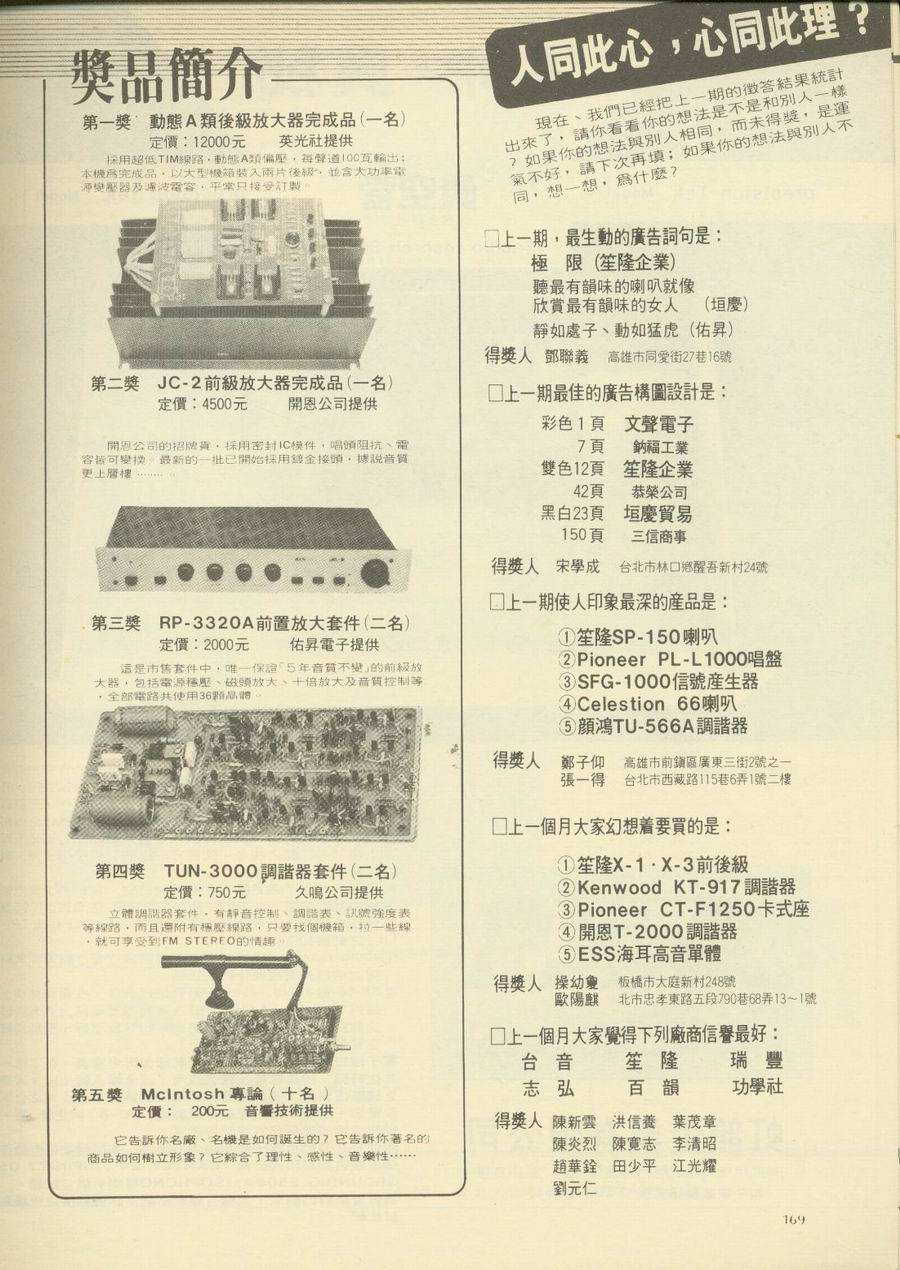 獎品簡介
第一獎 動態A類後級放大器完成品(一名)
定價：12000元 英光社提供
採用超低TIM線路，動態A類偏壓，每聲道100瓦輸出；
本機為完成品，以大型機箱裝入兩片後級，並含大功率電
源變壓器及濾波電容，平常只接受訂製。
第二獎 JC-2前級放大器完成品(一名)
定價：4500元 開恩公司提供
開恩公司的招牌貨，採用密封IC模件，唱頭阻抗、電
容皆可變換。最新的一批已開始採用鍍金接頭，據說音質
更上層樓………。
第三獎 RP-3320A前置放大套件(二名)
定價：2000元 佑昇電子提供
這是市售套件中，唯一保證「5年音質不變」的前級放
大器，包括電源穩壓、磁頭放大、十倍放大及音質控制等
，全部電路共使用36顆晶體。
第四獎 TUN-3000調諧器套件(二名)
定價：750元 久鳴公司提供
立體調諧器套件，有靜音控制、調諧表、訊號強度表
等線路，而且還附有穩壓線路，只要找個機箱，拉一些線
，就可享受到FM STEREO的情趣。
第五獎 McIntosh專論(十名)
定價： 200元 音響技術提供
它告訴你名廠、名機是如何誕生的？它告訴你著名的
商品如何樹立形象？它綜合了理性、感性、音樂性……
人同此心，心同此理？
現在、我們已經把上一期的徵答結果統計
出來了，請你看看你的想法是不是和別人一樣
？如果你的想法與別人相同，而未得獎，是運
氣不好，請下次再填；如果你的想法與別人不
同，想一想，為什麼？
□上一期，最生動的廣告詞句是：
極 限 (笙隆企業)
聽最有韻味的喇叭就像
欣賞最有韻味的女人 (垣慶)
靜如處子、動如猛虎 (佑昇)
得獎人 鄧聯義 高雄市同愛街27巷16號
□上一期最佳的廣告構圖設計是：
彩色1頁 文聲電子
7頁 鈉福工業
雙色12頁 笙隆企業
42頁 恭榮公司
黑白23頁 垣慶貿易
150頁 三信商事
得獎人 宋學成 台北市林口鄉醒吾新村24號
□上一期使人印象最深的産品是：
①笙隆SP-150喇叭
②Pioneer PL-L1000唱盤
③SFG-1000信號産生器
④Celestion 66喇叭
⑤顏鴻TU-566A調諧器
得獎人 鄭子仰 高雄市前鎮區廣東三街2號之一
張一得 台北市西藏路115巷6弄1號二樓
□上一個月大家幻想着要買的是：
①笙隆X-1·X-3前後級
②Kenwood KT-917調諧器
③Pioneer CT-F1250卡式座
④開恩T-2000調諧器
⑤ESS海耳高音單體
得獎人 操幼夔 板橋市大庭新村248號
歐陽麒 北市忠孝東路五段790巷68弄13～1號
□上一個月大家覺得下列廠商信譽最好：
台音 笙隆 瑞豐
志弘 百韻 功學社
得獎人 陳新雲 洪信義 葉茂章
陳炎烈 陳寬志 李清昭
趙華銓 田少平 江光耀
劉元仁
169